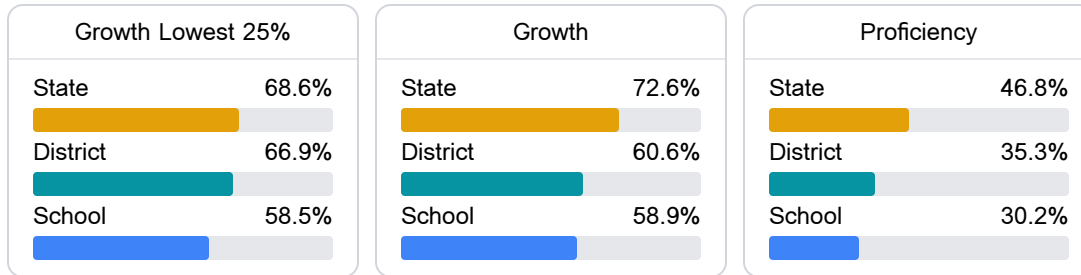 Growth Lowest 25%
State 68.6%
District 66.9%
School 58.5%
Growth
State 72.6%
District 60.6%
School 58.9%
Proficiency
State 46.8%
District 35.3%
School 30.2%